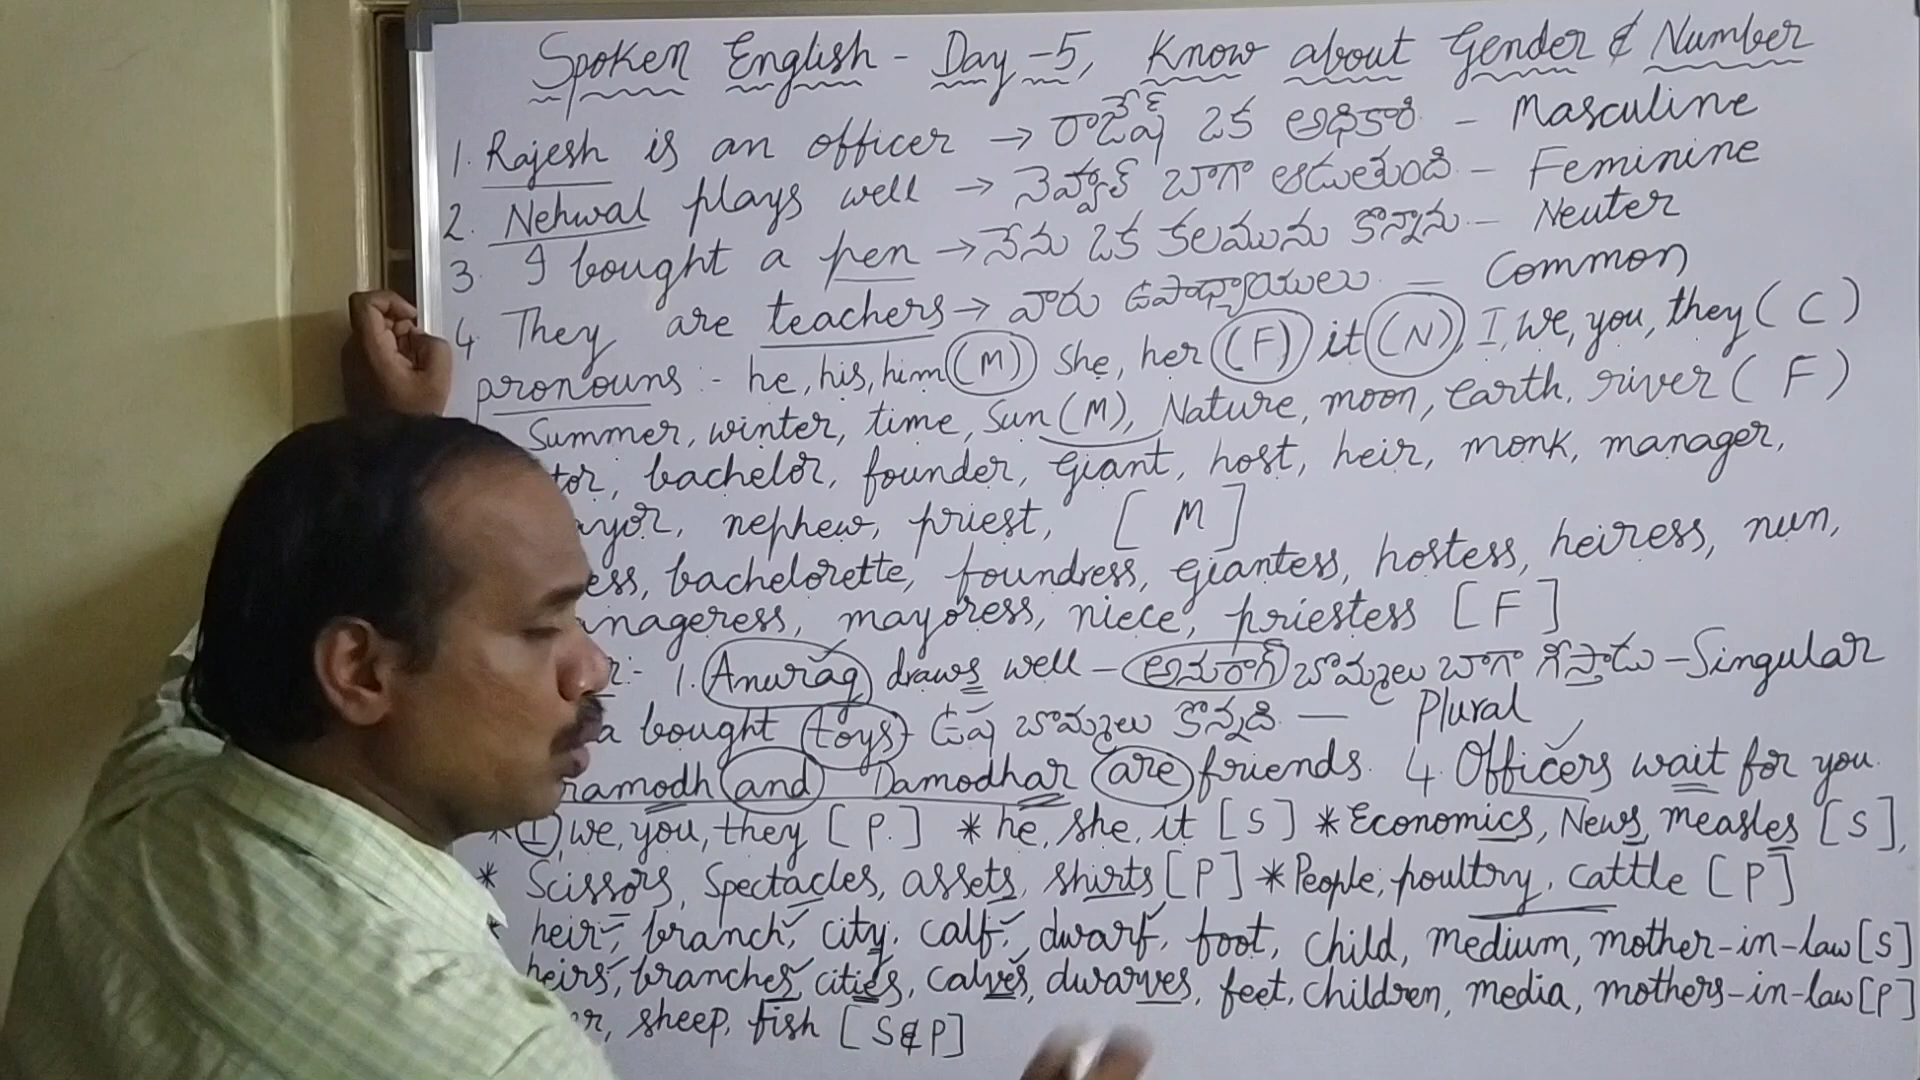 Spoken English - Day-5, Know about Gender & Number
1. Rajesh is an officer → రాజేష్ ఒక అధికారి - Masculine
2. Nehwal plays well → నెహ్వాల్ బాగా ఆడుతుంది - Feminine
3. I bought a pen → నేను ఒక కలమును కొన్నాను - Neuter
4 They are teachers → వారు ఉపాధ్యాయులు - Common
pronouns:- he, his, him (M) She, her (F) it (N), I, we, you, they (C)
Summer, winter, time, Sun (M), Nature, moon, earth, river (F)
tor, bachelor, founder, giant, host, heir, monk, manager,
ayor, nephew, priest, [M]
ess, bachelorette, foundress, giantess, hostess, heiress, nun,
nageress, mayoress, niece, priestess [F]
r:- 1. Anurag draws well - అనురాగ్ బొమ్మలు బాగా గీస్తాడు - Singular
a bought toys - ఉష బొమ్మలు కొన్నది - Plural
ramodh and Damodhar are friends. 4. Officers wait for you.
* I, we, you, they [P.] * he, she, it [S] * Economics, News, measles [S],
* Scissors, Spectacles, assets, shirts [P] * People, poultry, cattle [P]
* heir, branch, city, calf, dwarf, foot, child, medium, mother-in-law [S]
heirs, branches, cities, calves, dwarves, feet, children, media, mothers-in-law [P]
r, sheep, fish [S & P]